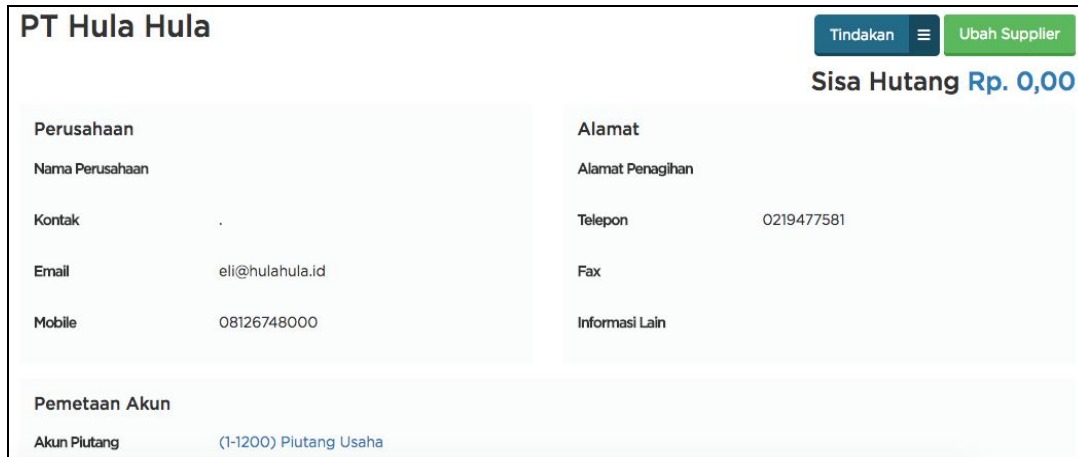 PT Hula Hula
Tindakan
Ubah Supplier
Sisa Hutang Rp. 0,00
Perusahaan
Nama Perusahaan
Kontak .
Email eli@hulahula.id
Mobile 08126748000
Alamat
Alamat Penagihan
Telepon 0219477581
Fax
Informasi Lain
Pemetaan Akun
Akun Piutang (1-1200) Piutang Usaha